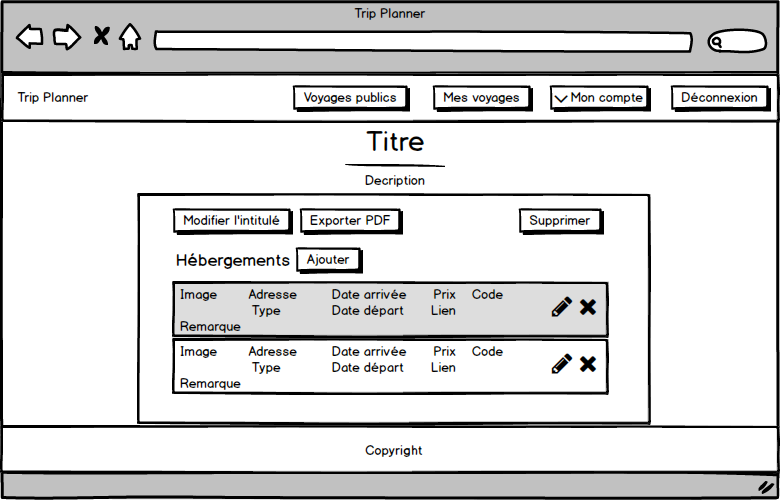 Trip Planner
Trip Planner
Voyages publics
Mes voyages
Mon compte
Déconnexion
Titre
Decription
Modifier l'intitulé
Exporter PDF
Supprimer
Hébergements
Ajouter
Image Adresse Date arrivée Prix Code
Type Date départ Lien
Remarque
Image Adresse Date arrivée Prix Code
Type Date départ Lien
Remarque
Copyright